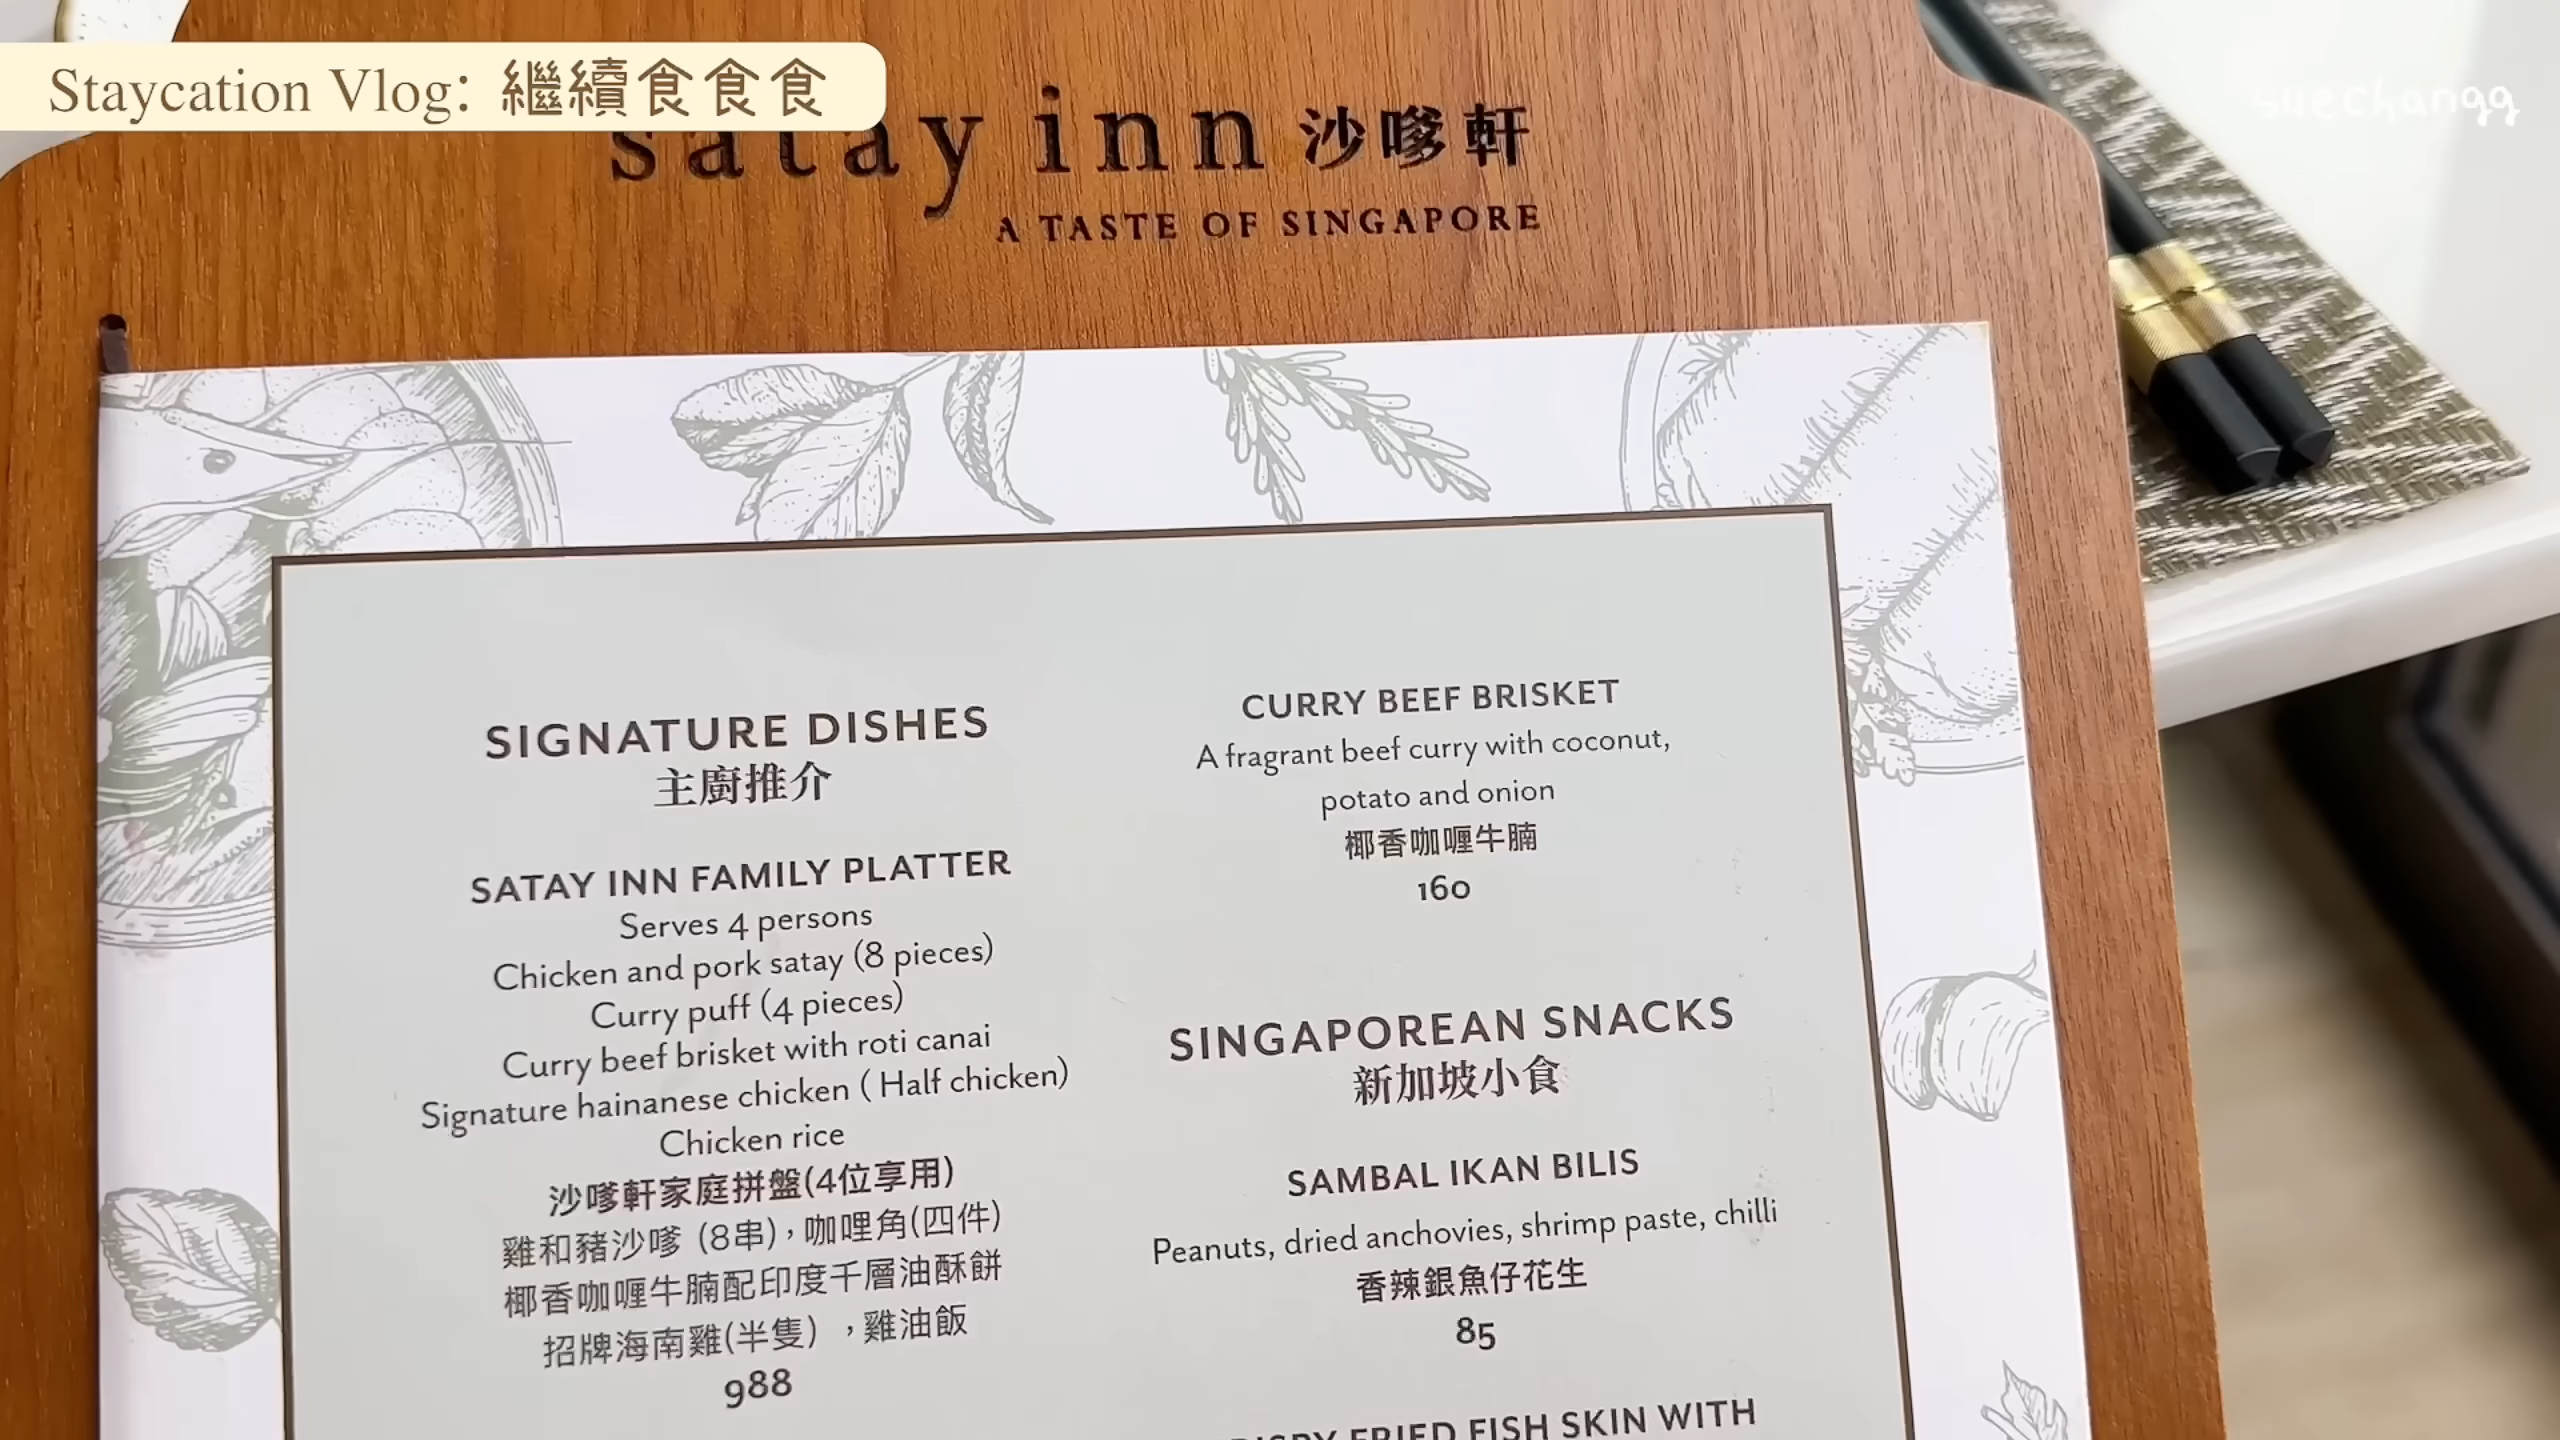 Staycation Vlog: 繼續食食食
suechangg
satay inn 沙嗲軒
A TASTE OF SINGAPORE
SIGNATURE DISHES
主廚推介
SATAY INN FAMILY PLATTER
Serves 4 persons
Chicken and pork satay (8 pieces)
Curry puff (4 pieces)
Curry beef brisket with roti canai
Signature hainanese chicken ( Half chicken)
Chicken rice
沙嗲軒家庭拼盤(4位享用)
雞和豬沙嗲 (8串)，咖哩角(四件)
椰香咖喱牛腩配印度千層油酥餅
招牌海南雞(半隻) ，雞油飯
988
CURRY BEEF BRISKET
A fragrant beef curry with coconut,
potato and onion
椰香咖喱牛腩
160
SINGAPOREAN SNACKS
新加坡小食
SAMBAL IKAN BILIS
Peanuts, dried anchovies, shrimp paste, chilli
香辣銀魚仔花生
85
FRIED FISH SKIN WITH